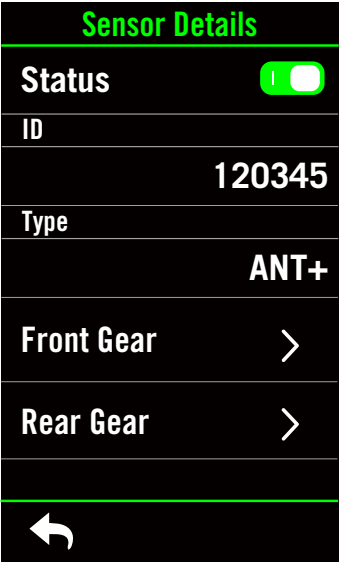 Sensor Details
Status
ID
120345
Type
ANT+
Front Gear
Rear Gear